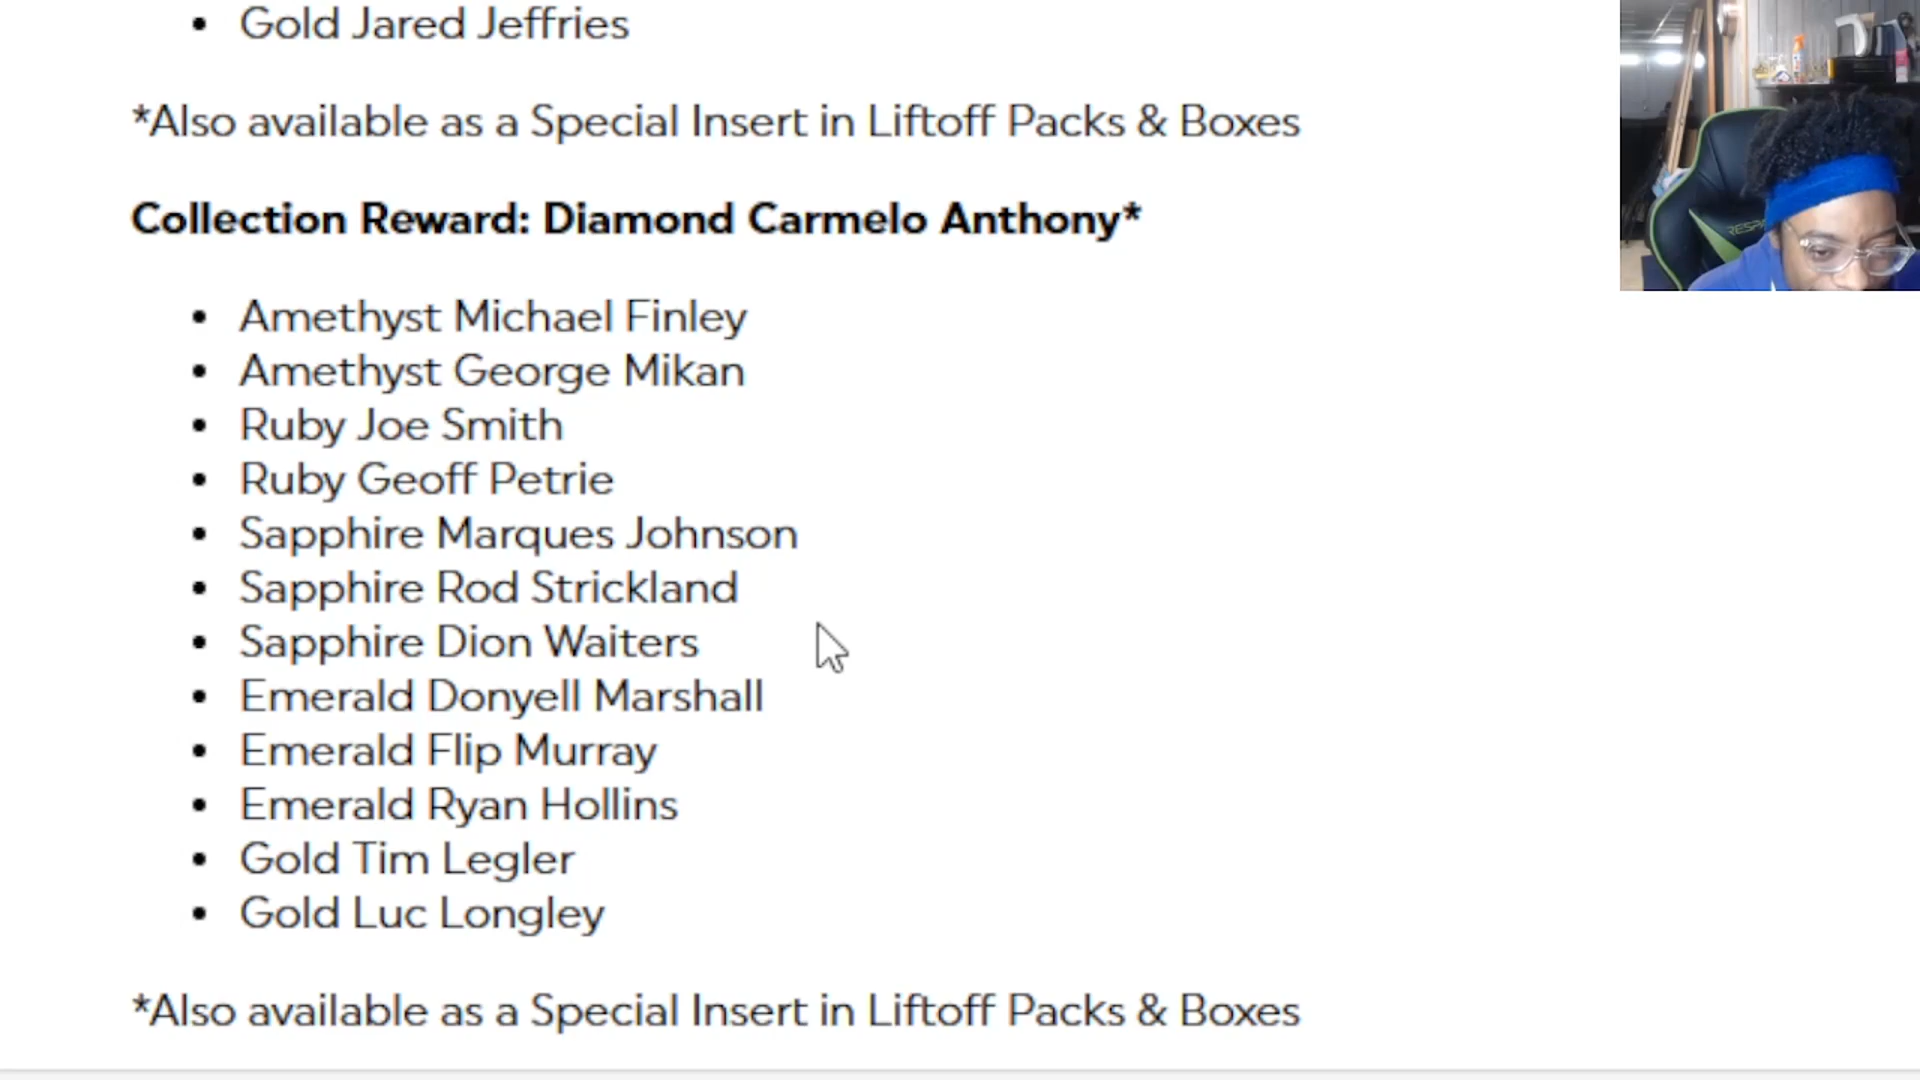 • Gold Jared Jeffries
*Also available as a Special Insert in Liftoff Packs & Boxes
Collection Reward: Diamond Carmelo Anthony*
• Amethyst Michael Finley
• Amethyst George Mikan
• Ruby Joe Smith
• Ruby Geoff Petrie
• Sapphire Marques Johnson
• Sapphire Rod Strickland
• Sapphire Dion Waiters
• Emerald Donyell Marshall
• Emerald Flip Murray
• Emerald Ryan Hollins
• Gold Tim Legler
• Gold Luc Longley
*Also available as a Special Insert in Liftoff Packs & Boxes